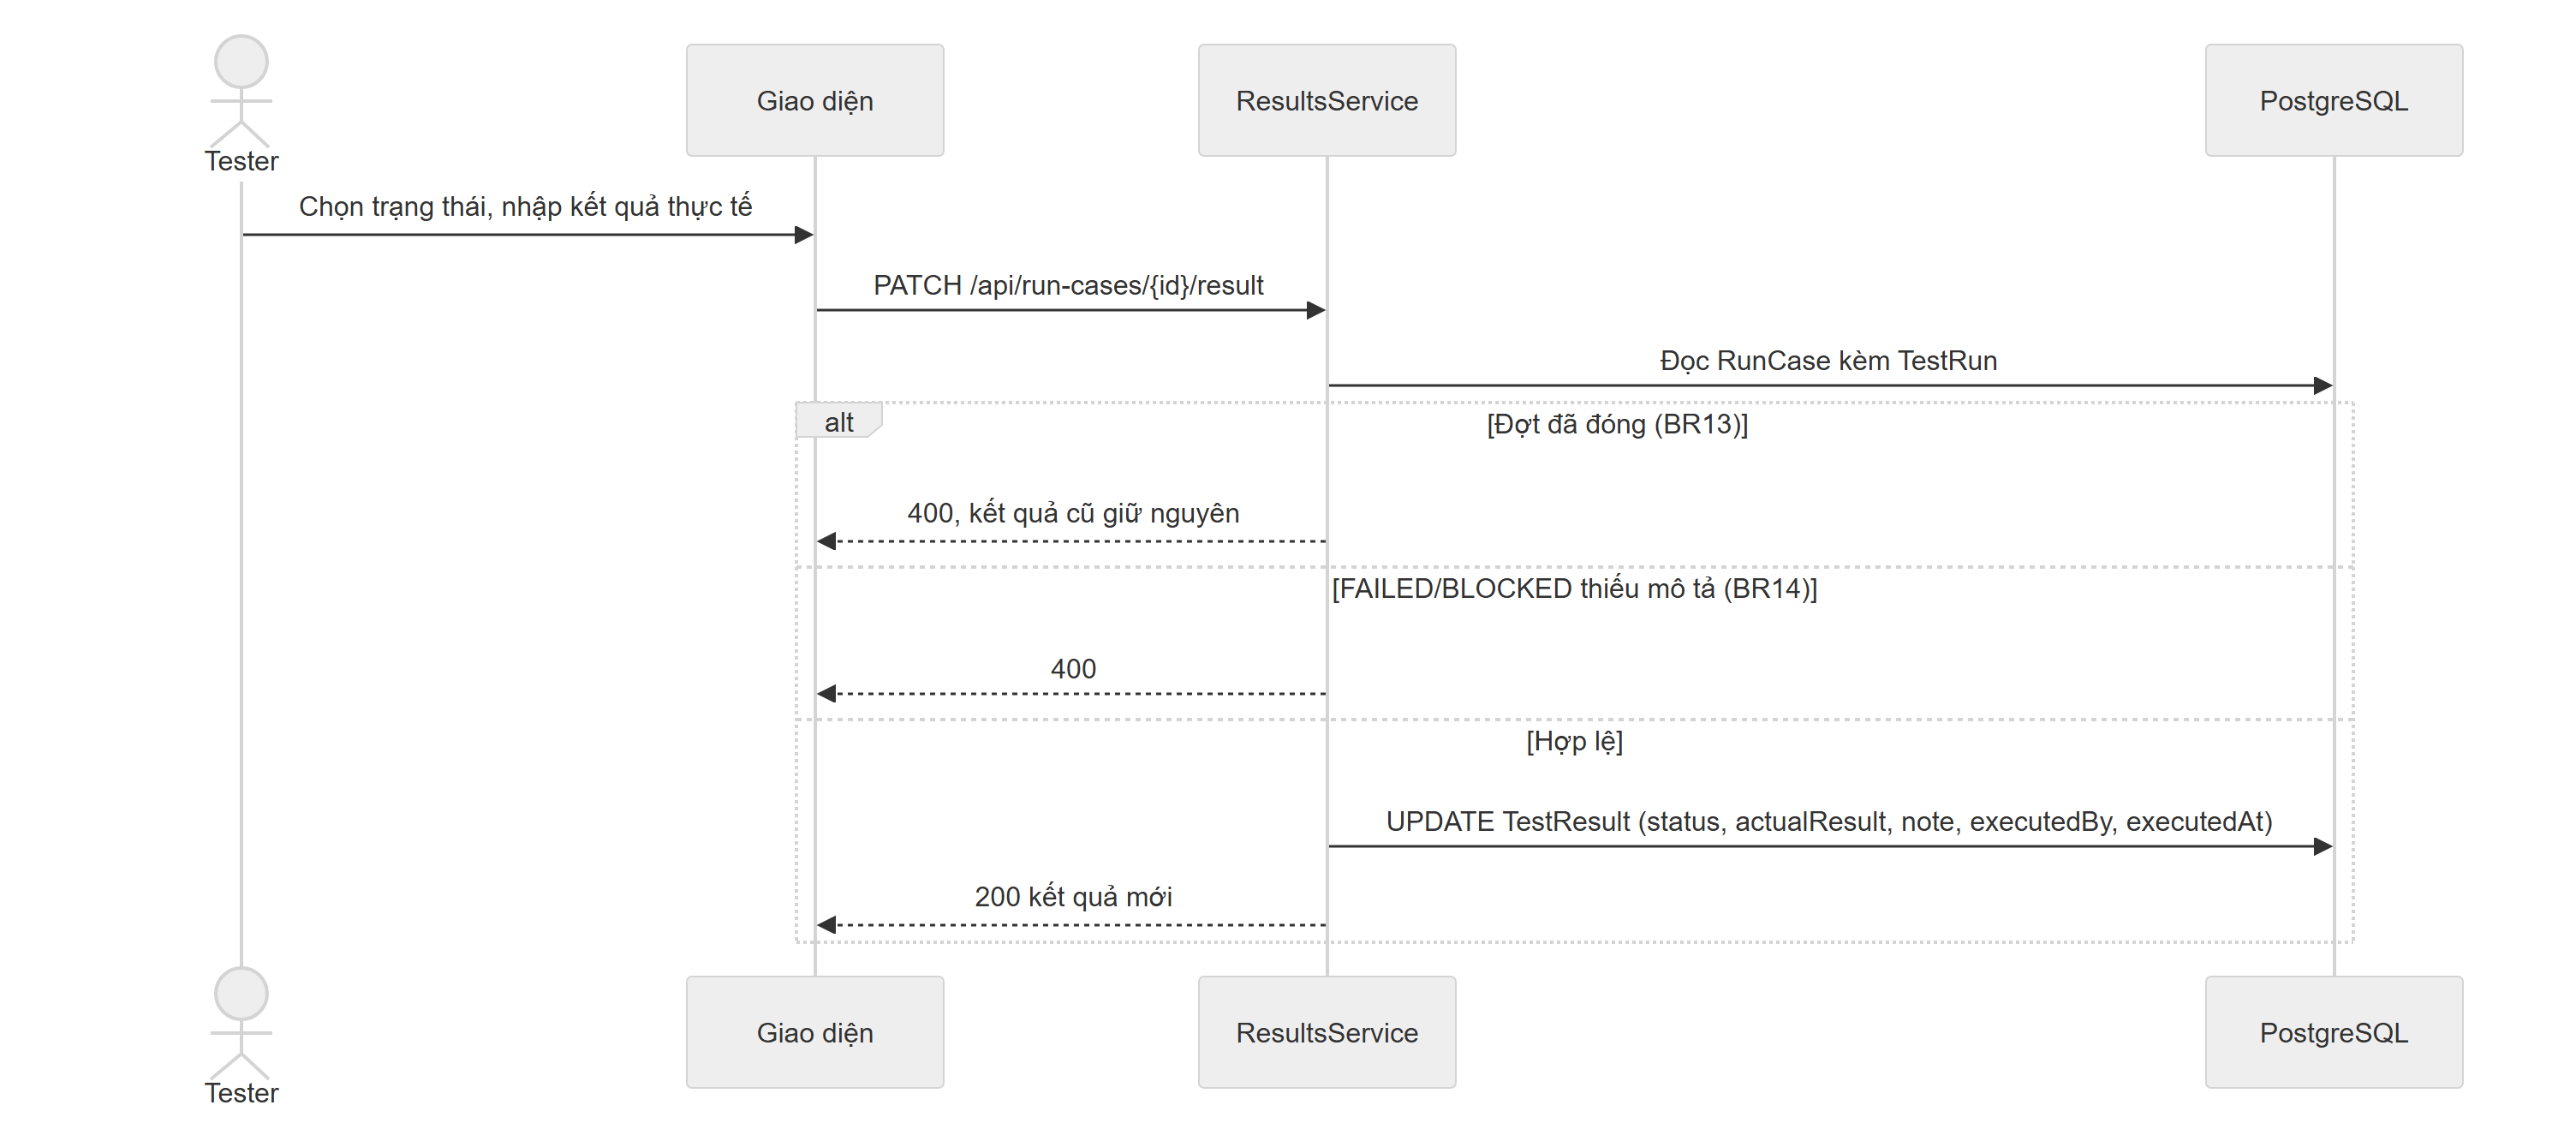 Tester
Giao diện
ResultsService
PostgreSQL
Chọn trạng thái, nhập kết quả thực tế
PATCH /api/run-cases/{id}/result
Đọc RunCase kèm TestRun
alt
[Đợt đã đóng (BR13)]
400, kết quả cũ giữ nguyên
[FAILED/BLOCKED thiếu mô tả (BR14)]
400
[Hợp lệ]
UPDATE TestResult (status, actualResult, note, executedBy, executedAt)
200 kết quả mới
Giao diện
ResultsService
PostgreSQL
Tester